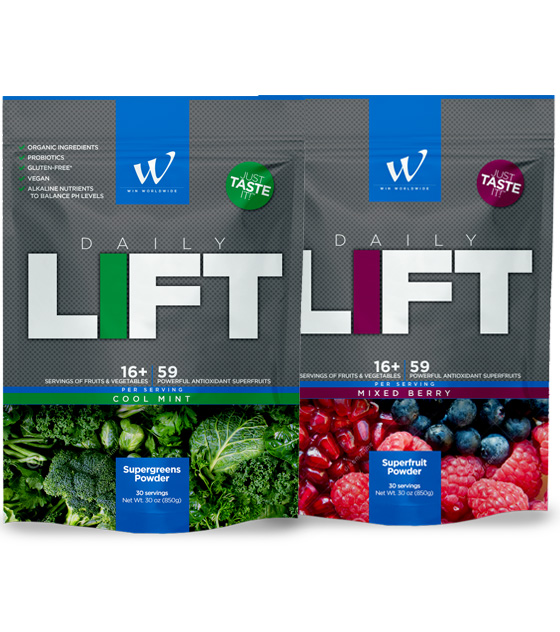 ORGANIC INGREDIENTS
PROBIOTICS
GLUTEN-FREE*
VEGAN
ALKALINE NUTRIENTS
TO BALANCE PH LEVELS
W
WIN WORLDWIDE
JUST
TASTE
IT!
DAILY
LIFT
16+ 59
SERVINGS OF FRUITS & VEGETABLES POWERFUL ANTIOXIDANT SUPERFRUITS
PER SERVING
COOL MINT
Supergreens
Powder
30 servings
Net Wt. 30 oz (850g)
W
WIN WORLDWIDE
JUST
TASTE
IT!
DAILY
LIFT
16+ 59
SERVINGS OF FRUITS & VEGETABLES POWERFUL ANTIOXIDANT SUPERFRUITS
PER SERVING
MIXED BERRY
Superfruit
Powder
30 servings
Net Wt. 30 oz (850g)